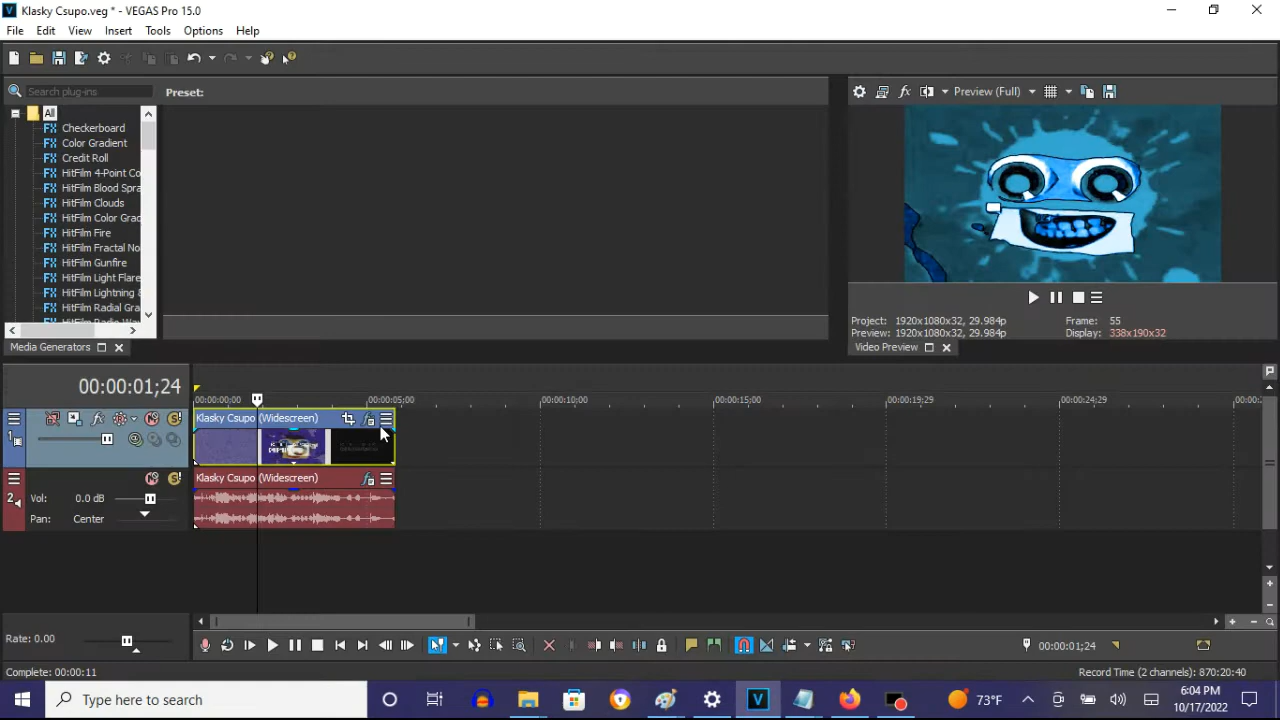 Klasky Csupo.veg * - VEGAS Pro 15.0
File Edit View Insert Tools Options Help
Search plug-ins
Preset:
Preview (Full)
All
Checkerboard
Color Gradient
Credit Roll
HitFilm 4-Point Co
HitFilm Blood Spra
HitFilm Clouds
HitFilm Color Grac
HitFilm Fire
HitFilm Fractal No
HitFilm Gunfire
HitFilm Light Flare
HitFilm Lightning &
HitFilm Radial Gra
Project: 1920x1080x32, 29.984p Frame: 55
Preview: 1920x1080x32, 29.984p Display: 338x190x32
Media Generators
Video Preview
00:00:01;24
00:00:00;00 00:00:05;00 00:00:10;00 00:00:15;00 00:00:19;29 00:00:24;29
1 Klasky Csupo (Widescreen)
Klasky Csupo (Widescreen)
2 Vol: 0.0 dB
Pan: Center
Rate: 0.00
00:00:01;24
Complete: 00:00:11
Record Time (2 channels): 870:20:40
Type here to search
73°F
6:04 PM
10/17/2022